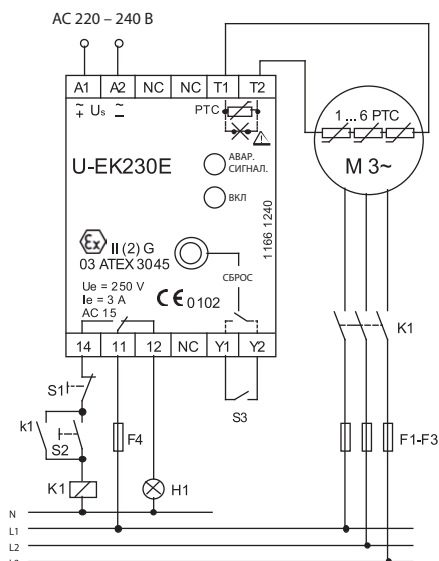 AC 220 – 240 В
A1 A2 NC NC T1 T2
~ + Us ~ –
PTC
1 ... 6 PTC
M 3~
U-EK230E
АВАР. СИГНАЛ.
ВКЛ
1166 1240
Ex II (2) G
03 ATEX 3045
СБРОС
Ue = 250 V
Ie = 3 A
AC 15
CE 0102
14 11 12 NC Y1 Y2
K1
S1
S3
k1
S2
F4
F1-F3
K1
H1
N
L1
L2